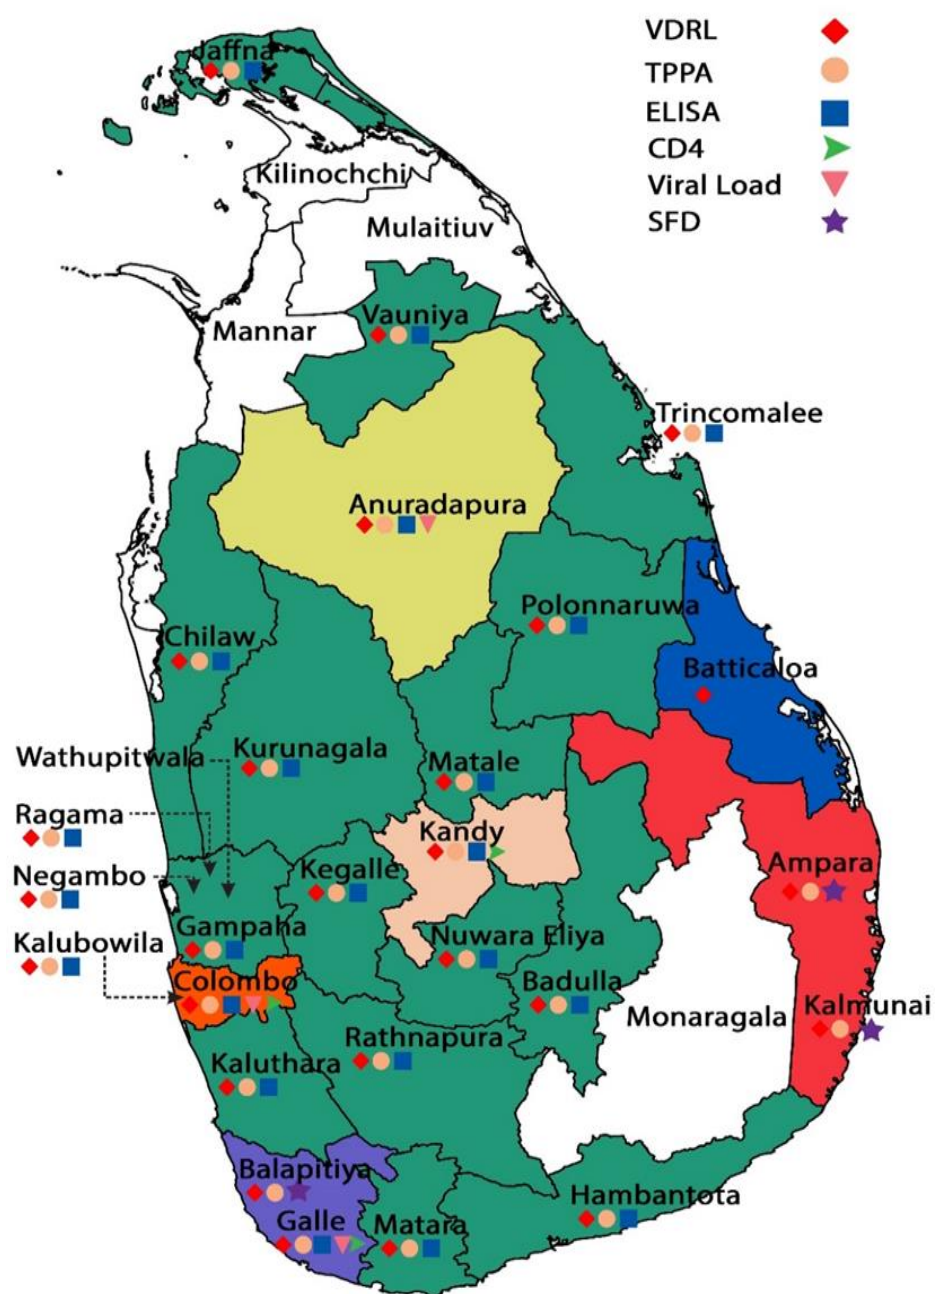 VDRL
TPPA
ELISA
CD4
Viral Load
SFD
Jaffna
Kilinochchi
Mulaitiuv
Vauniya
Mannar
Trincomalee
Anuradapura
Polonnaruwa
Chilaw
Batticaloa
Wathupitwala
Kurunagala
Matale
Ragama
Kandy
Negambo
Kegalle
Ampara
Gampaha
Nuwara Eliya
Kalubowila
Colombo
Badulla
Monaragala
Kalmunai
Rathnapura
Kaluthara
Balapitiya
Hambantota
Galle
Matara